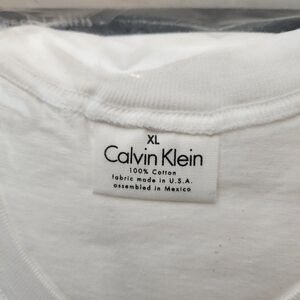 XL
Calvin Klein
100% Cotton
fabric made in U.S.A.
assembled in Mexico